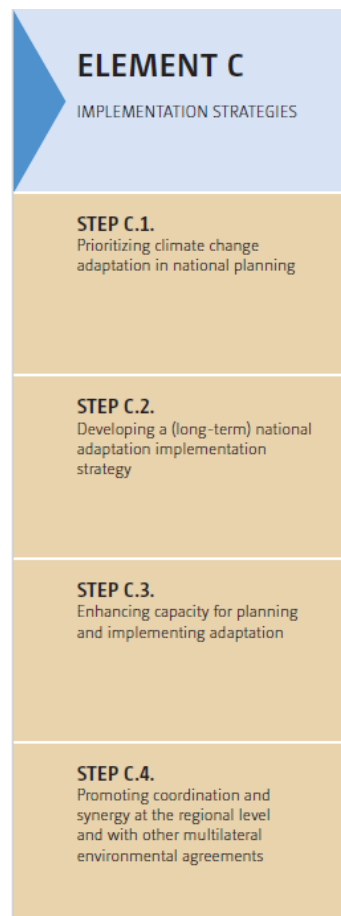 ELEMENT C
IMPLEMENTATION STRATEGIES
STEP C.1.
Prioritizing climate change
adaptation in national planning
STEP C.2.
Developing a (long-term) national
adaptation implementation
strategy
STEP C.3.
Enhancing capacity for planning
and implementing adaptation
STEP C.4.
Promoting coordination and
synergy at the regional level
and with other multilateral
environmental agreements